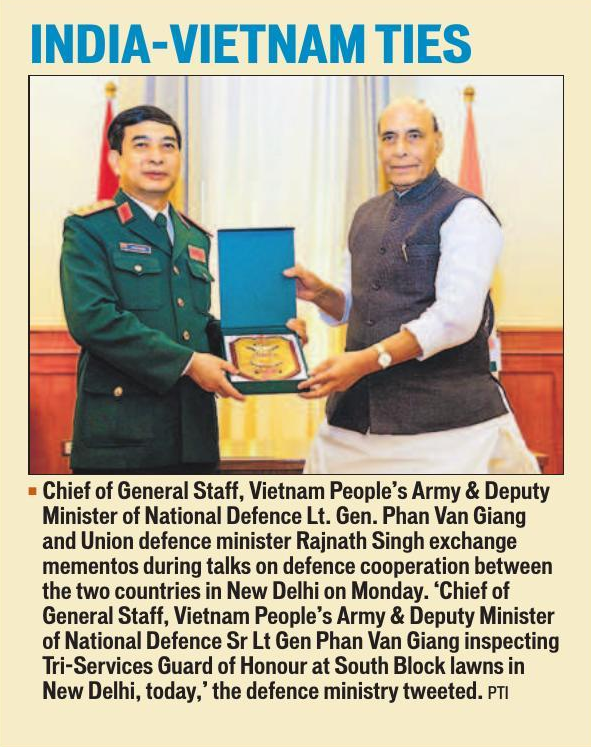 INDIA-VIETNAM TIES
▪ Chief of General Staff, Vietnam People’s Army & Deputy
Minister of National Defence Lt. Gen. Phan Van Giang
and Union defence minister Rajnath Singh exchange
mementos during talks on defence cooperation between
the two countries in New Delhi on Monday. ‘Chief of
General Staff, Vietnam People’s Army & Deputy Minister
of National Defence Sr Lt Gen Phan Van Giang inspecting
Tri-Services Guard of Honour at South Block lawns in
New Delhi, today,’ the defence ministry tweeted. PTI